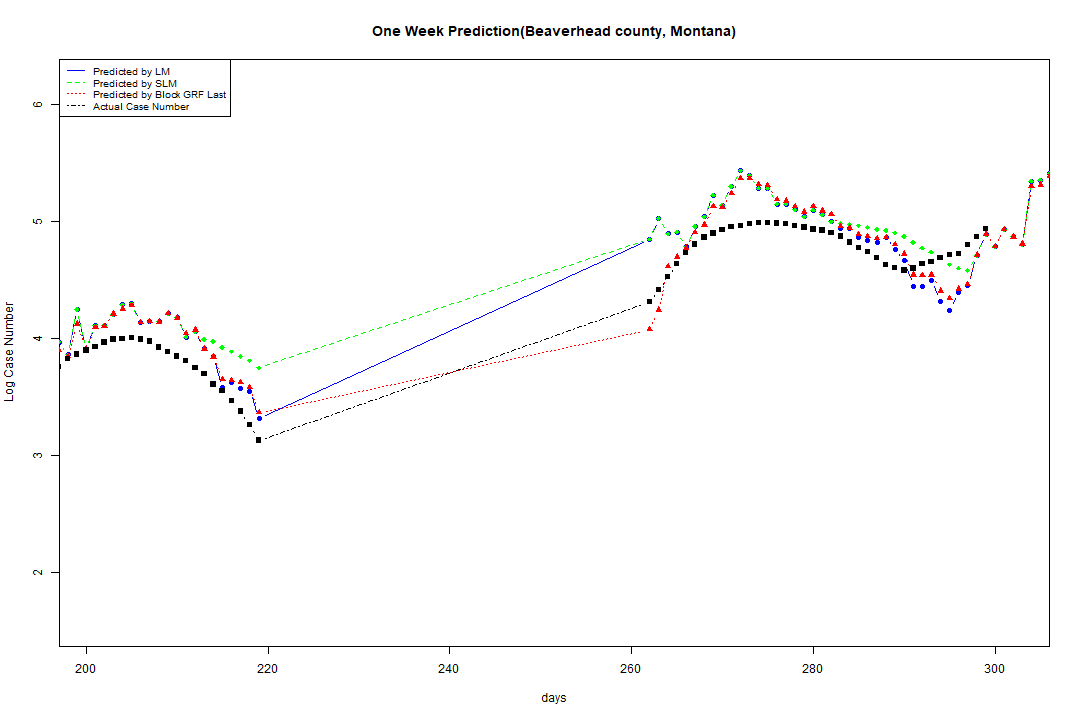 One Week Prediction(Beaverhead county, Montana)
Predicted by LM
Predicted by SLM
Predicted by Block GRF Last
Actual Case Number
6
5
4
3
2
Log Case Number
200 220 240 260 280 300
days